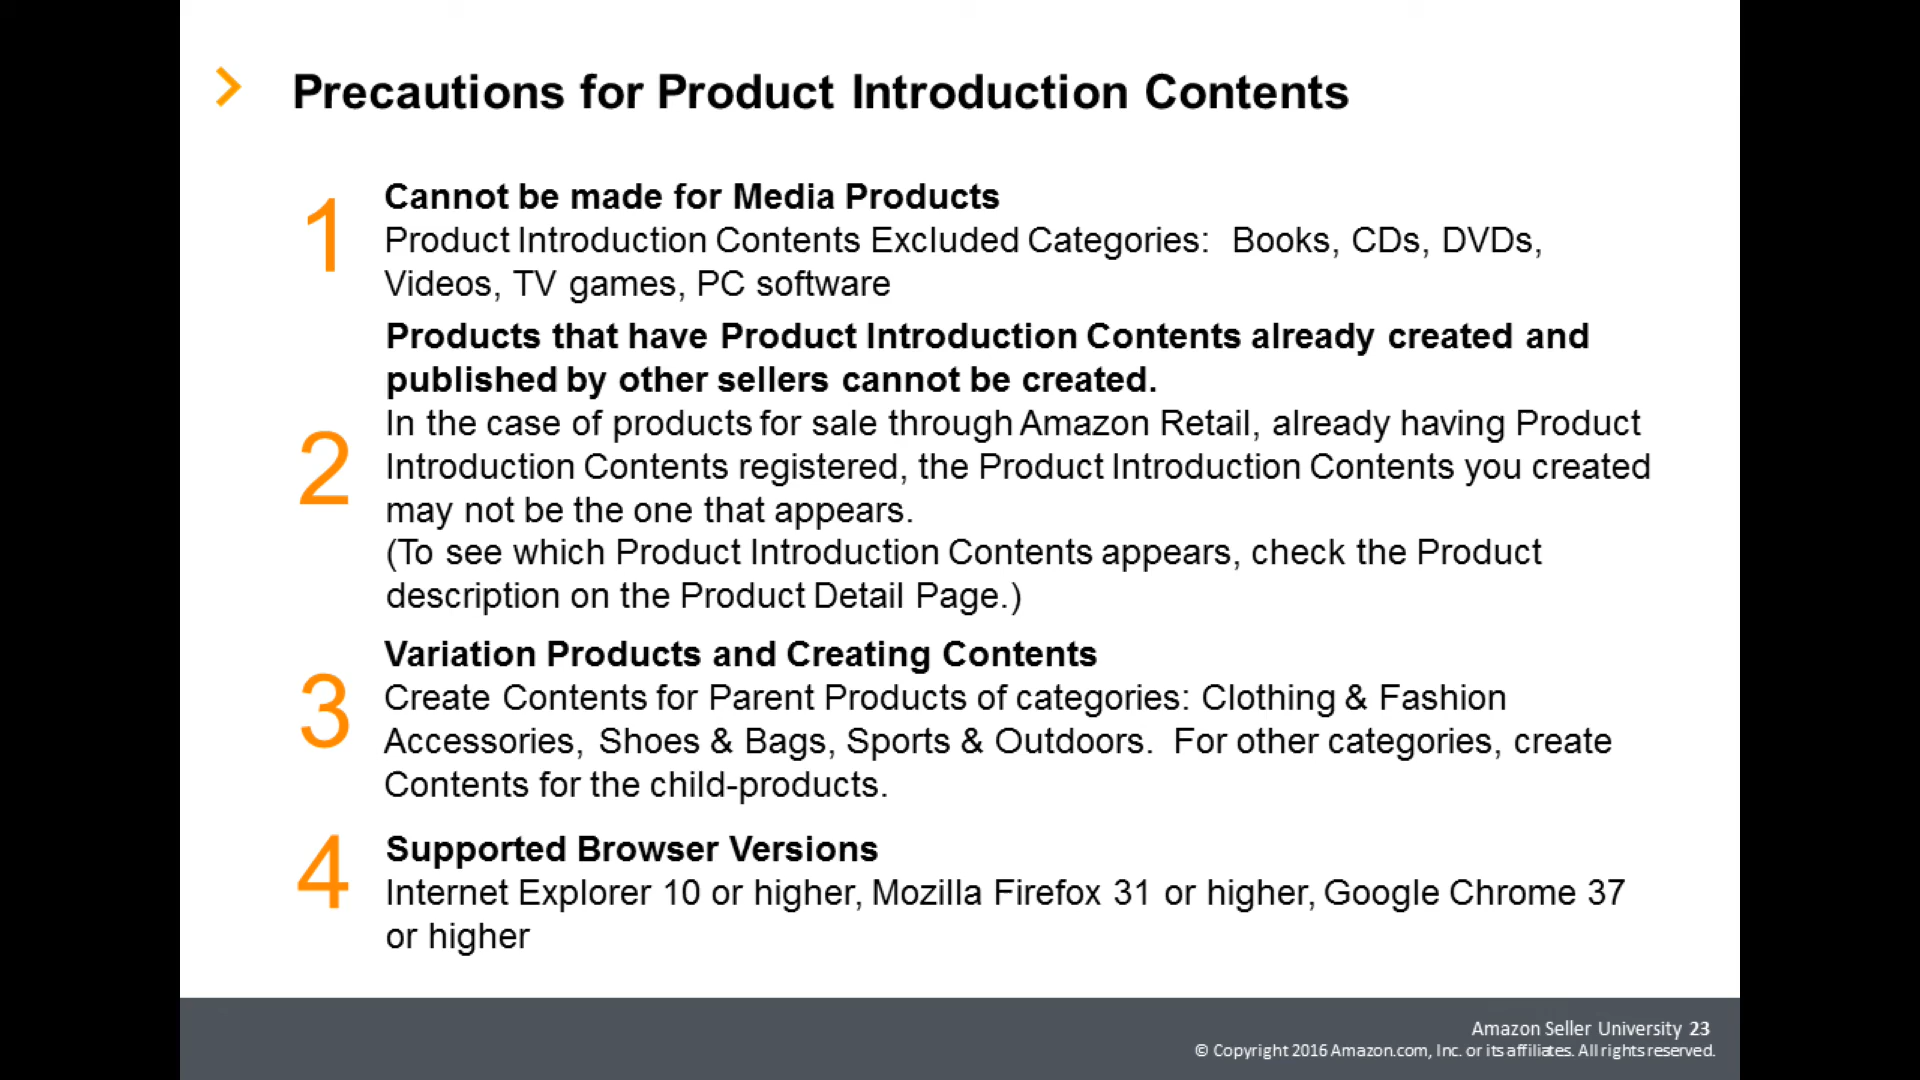 Precautions for Product Introduction Contents
1
Cannot be made for Media Products
Product Introduction Contents Excluded Categories: Books, CDs, DVDs,
Videos, TV games, PC software
2
Products that have Product Introduction Contents already created and
published by other sellers cannot be created.
In the case of products for sale through Amazon Retail, already having Product
Introduction Contents registered, the Product Introduction Contents you created
may not be the one that appears.
(To see which Product Introduction Contents appears, check the Product
description on the Product Detail Page.)
3
Variation Products and Creating Contents
Create Contents for Parent Products of categories: Clothing & Fashion
Accessories, Shoes & Bags, Sports & Outdoors. For other categories, create
Contents for the child-products.
4
Supported Browser Versions
Internet Explorer 10 or higher, Mozilla Firefox 31 or higher, Google Chrome 37
or higher
Amazon Seller University 23
© Copyright 2016 Amazon.com, Inc. or its affiliates. All rights reserved.